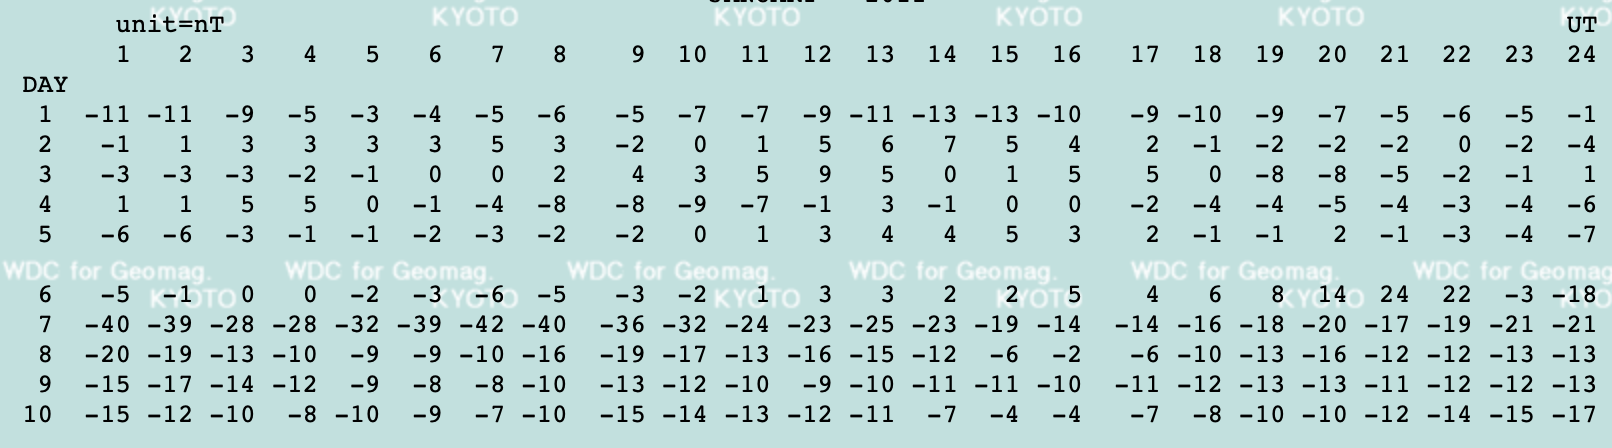 KYOTO KYOTO KYOTO KYOTO KYOTO
unit=nT UT
1 2 3 4 5 6 7 8 9 10 11 12 13 14 15 16 17 18 19 20 21 22 23 24
DAY
1 -11 -11 -9 -5 -3 -4 -5 -6 -5 -7 -7 -9 -11 -13 -13 -10 -9 -10 -9 -7 -5 -6 -5 -1
2 -1 1 3 3 3 3 5 3 -2 0 1 5 6 7 5 4 2 -1 -2 -2 -2 0 -2 -4
3 -3 -3 -3 -2 -1 0 0 2 4 3 5 9 5 0 1 5 5 0 -8 -8 -5 -2 -1 1
4 1 1 5 5 0 -1 -4 -8 -8 -9 -7 -1 3 -1 0 0 -2 -4 -4 -5 -4 -3 -4 -6
5 -6 -6 -3 -1 -1 -2 -3 -2 -2 0 1 3 4 4 5 3 2 -1 -1 2 -1 -3 -4 -7
WDC for Geomag. WDC for Geomag. WDC for Geomag. WDC for Geomag. WDC for Geomag. WDC for Geomag
KYOTO KYOTO KYOTO KYOTO KYOTO
6 -5 -1 0 0 -2 -3 -6 -5 -3 -2 1 3 3 2 2 5 4 6 8 14 24 22 -3 -18
7 -40 -39 -28 -28 -32 -39 -42 -40 -36 -32 -24 -23 -25 -23 -19 -14 -14 -16 -18 -20 -17 -19 -21 -21
8 -20 -19 -13 -10 -9 -9 -10 -16 -19 -17 -13 -16 -15 -12 -6 -2 -6 -10 -13 -16 -12 -12 -13 -13
9 -15 -17 -14 -12 -9 -8 -8 -10 -13 -12 -10 -9 -10 -11 -11 -10 -11 -12 -13 -13 -11 -12 -12 -13
10 -15 -12 -10 -8 -10 -9 -7 -10 -15 -14 -13 -12 -11 -7 -4 -4 -7 -8 -10 -10 -12 -14 -15 -17